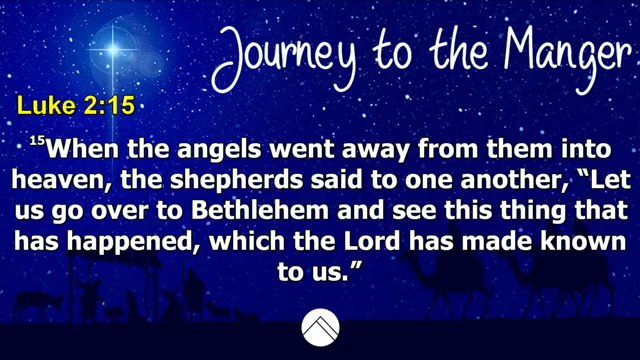 Journey to the Manger
Luke 2:15
¹⁵When the angels went away from them into
heaven, the shepherds said to one another, “Let
us go over to Bethlehem and see this thing that
has happened, which the Lord has made known
to us.”